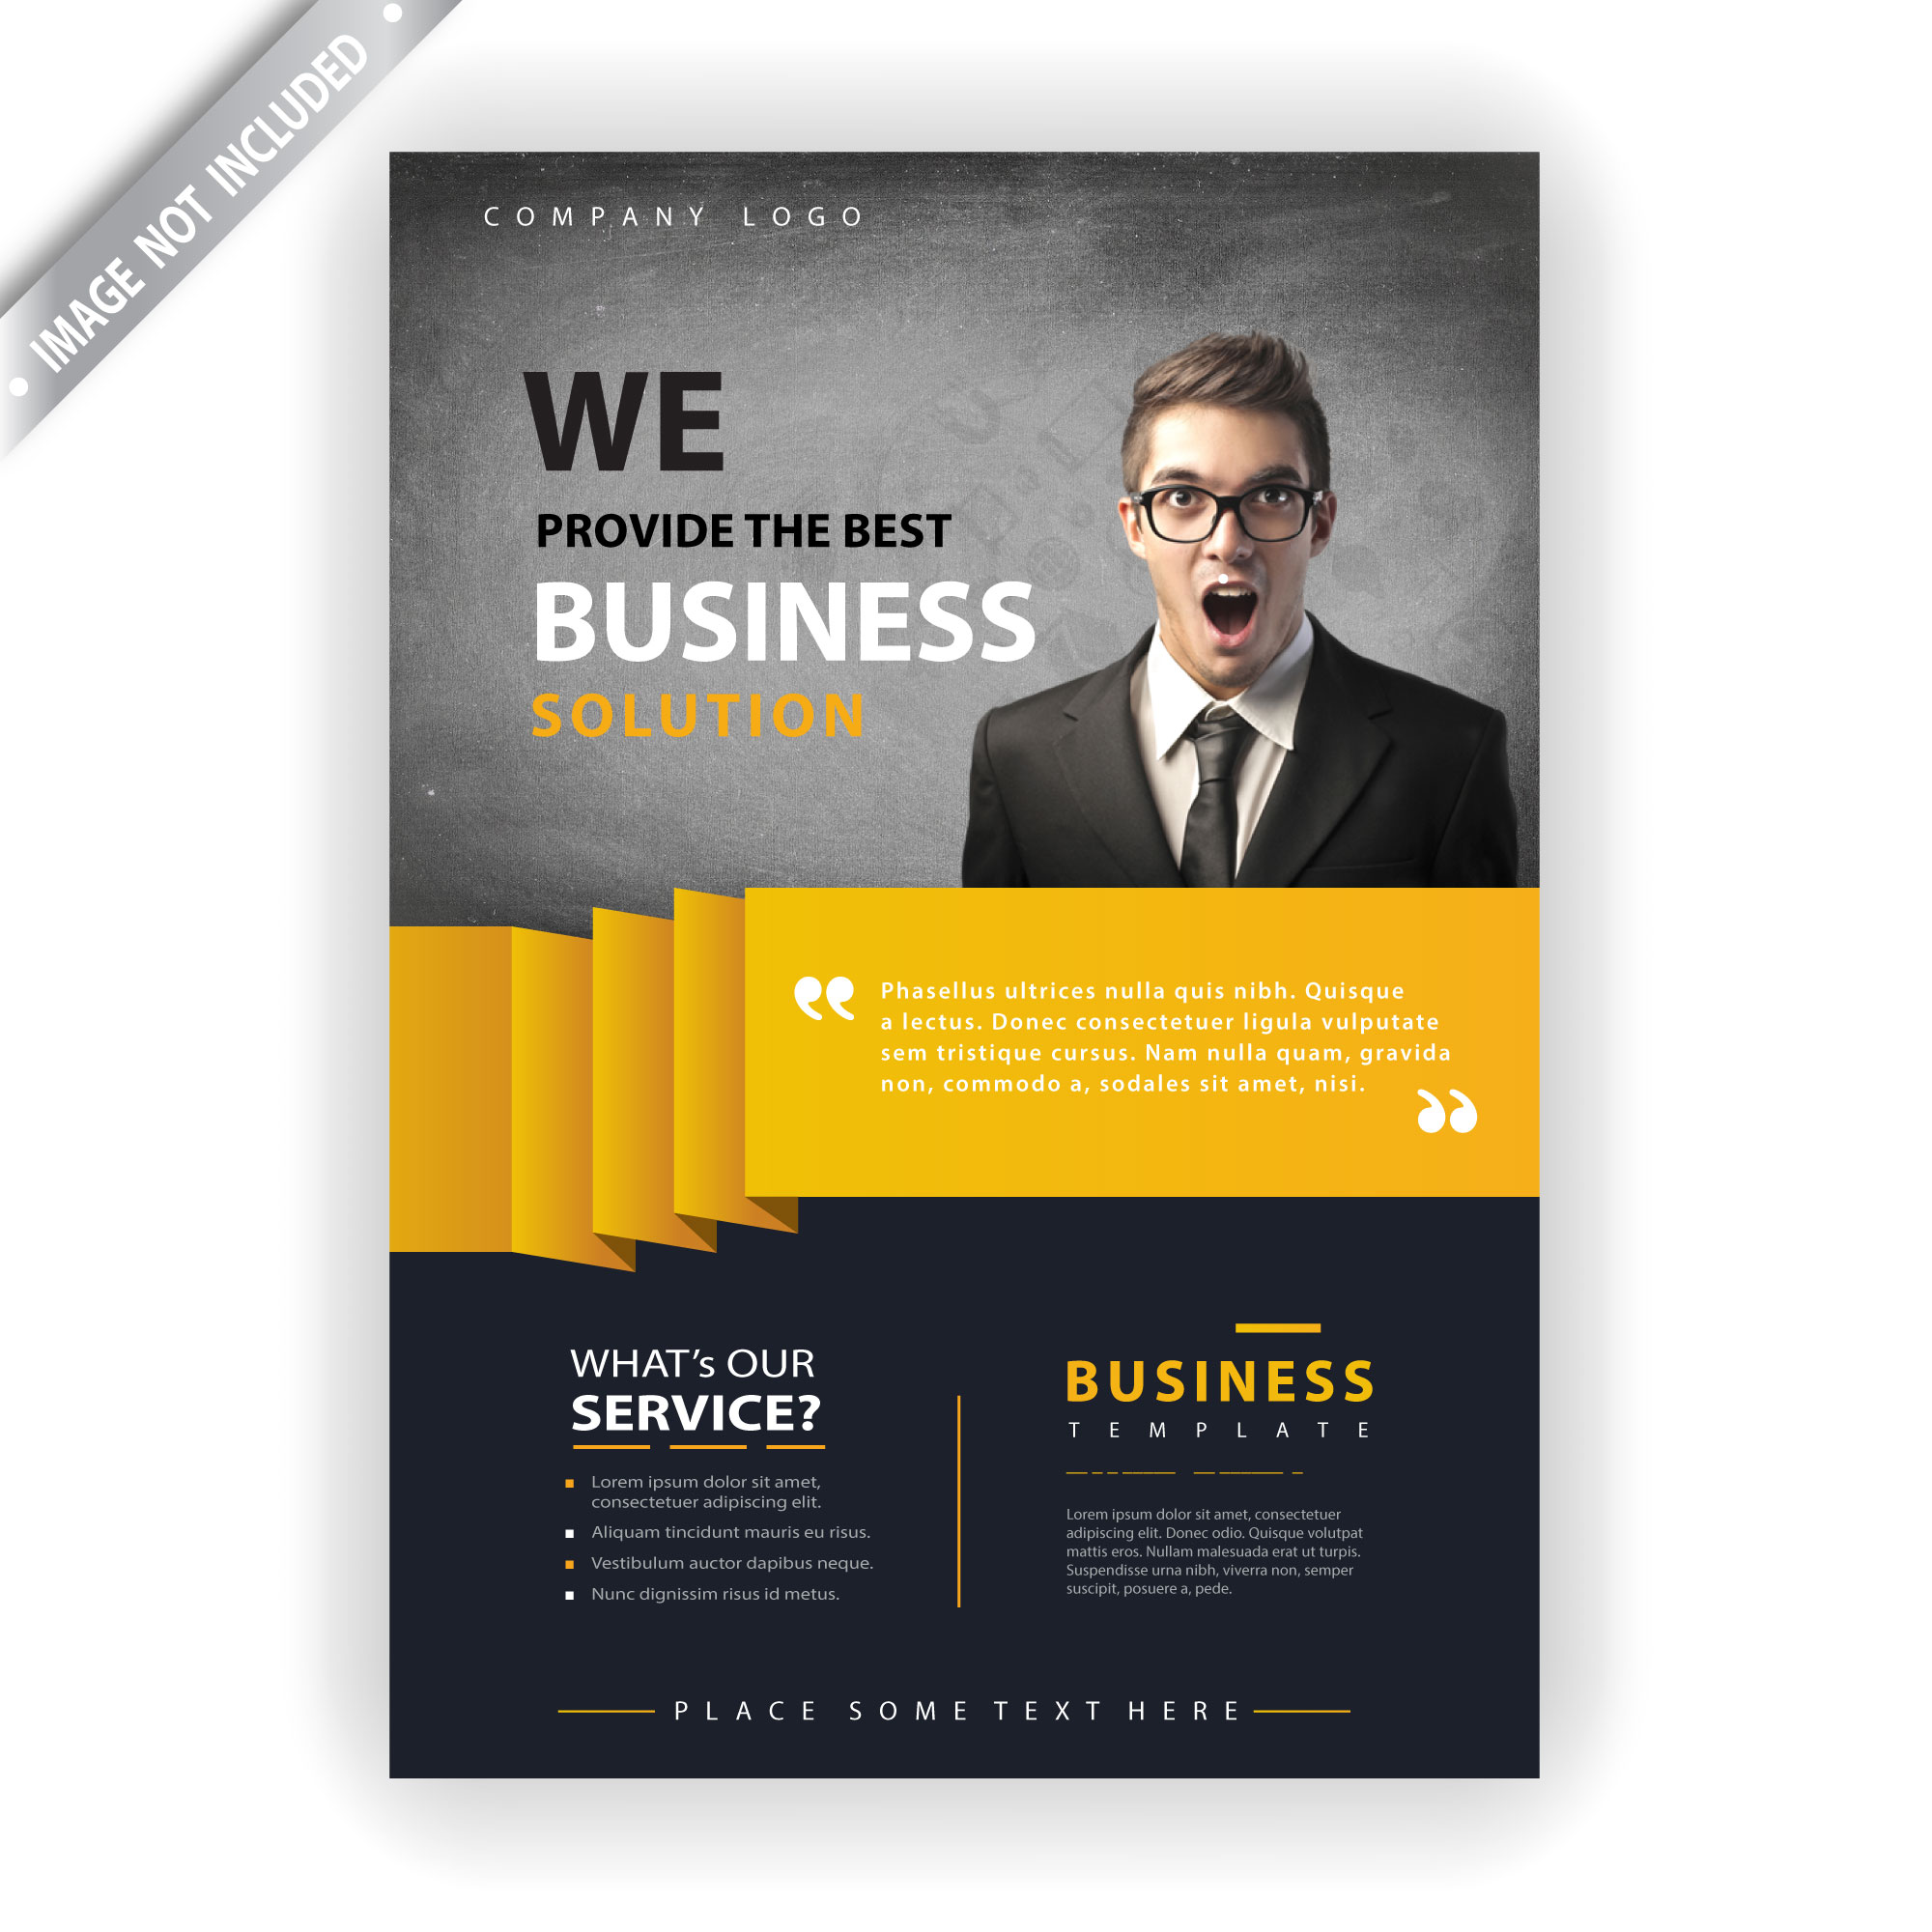 IMAGE NOT INCLUDED
COMPANY LOGO
WE
PROVIDE THE BEST
BUSINESS
SOLUTION
“ Phasellus ultrices nulla quis nibh. Quisque
a lectus. Donec consectetuer ligula vulputate
sem tristique cursus. Nam nulla quam, gravida
non, commodo a, sodales sit amet, nisi. ”
WHAT’s OUR
SERVICE?
Lorem ipsum dolor sit amet,
consectetuer adipiscing elit.
Aliquam tincidunt mauris eu risus.
Vestibulum auctor dapibus neque.
Nunc dignissim risus id metus.
BUSINESS
TEMPLATE
Lorem ipsum dolor sit amet, consectetuer
adipiscing elit. Donec odio. Quisque volutpat
mattis eros. Nullam malesuada erat ut turpis.
Suspendisse urna nibh, viverra non, semper
suscipit, posuere a, pede.
PLACE SOME TEXT HERE